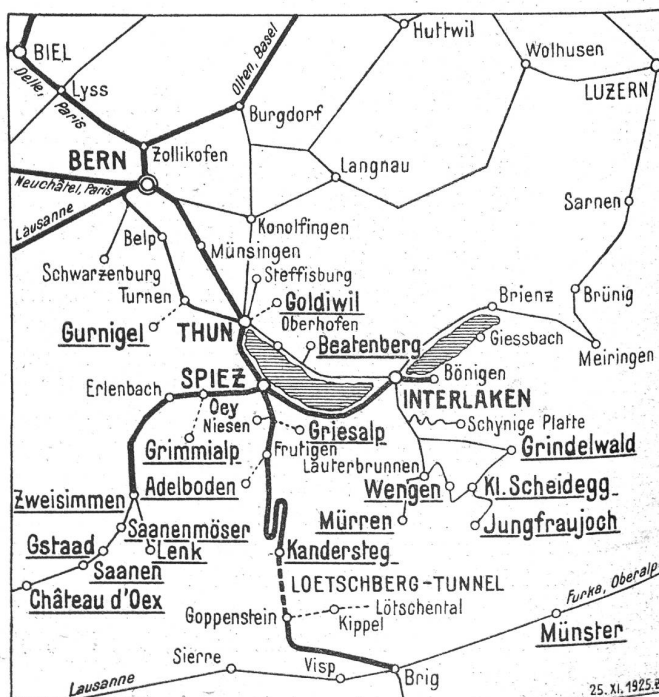 Huttwil
BIEL
Wolhusen
Delle, Paris
Lyss
Olten, Basel
LUZERN
Burgdorf
Zollikofen
BERN
Langnau
Neuchâtel, Paris
Lausanne
Sarnen
Konolfingen
Belp
Münsingen
Schwarzenburg
Steffisburg
Turnen
Goldiwil
Brienz
Brünig
Gurnigel
THUN
Oberhofen
Beatenberg
Giessbach
Meiringen
SPIEZ
Bönigen
Erlenbach
INTERLAKEN
Oey
Niesen
Griesalp
Schynige Platte
Grimmialp
Frutigen
Grindelwald
Lauterbrunnen
Adelboden
Wengen
Kl. Scheidegg
Zweisimmen
Mürren
Jungfraujoch
Saanenmöser
Gstaad
Lenk
Kandersteg
Saanen
LOETSCHBERG-TUNNEL
Château d'Oex
Furka, Oberalp
Lötschental
Goppenstein
Kippel
Münster
Sierre
Visp
Brig
Lausanne
25. XI. 1925.